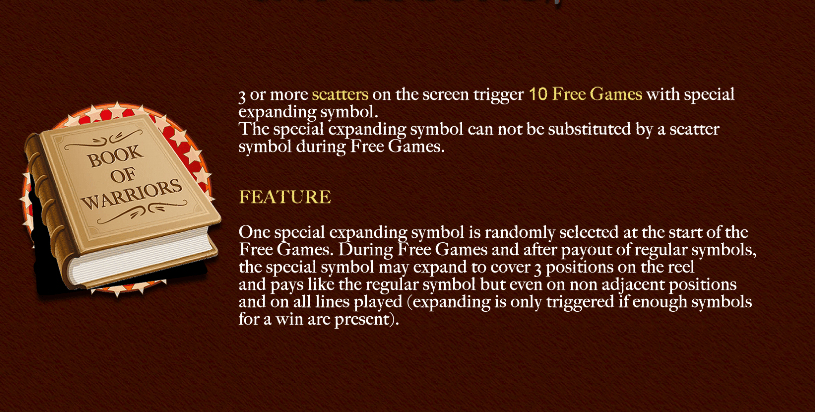 BOOK
OF
WARRIORS
3 or more scatters on the screen trigger 10 Free Games with special
expanding symbol.
The special expanding symbol can not be substituted by a scatter
symbol during Free Games.
FEATURE
One special expanding symbol is randomly selected at the start of the
Free Games. During Free Games and after payout of regular symbols,
the special symbol may expand to cover 3 positions on the reel
and pays like the regular symbol but even on non adjacent positions
and on all lines played (expanding is only triggered if enough symbols
for a win are present).